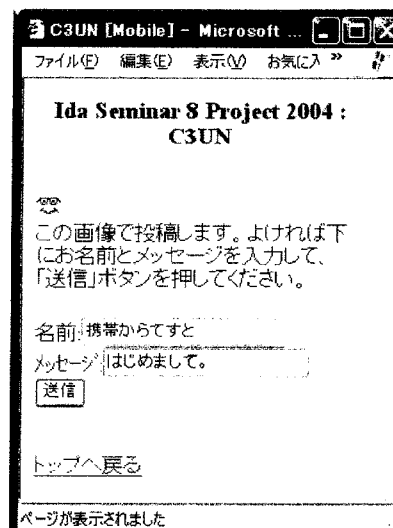 C3UN [Mobile] - Microsoft ...
ファイル(F) 編集(E) 表示(V) お気に入 »
Ida Seminar 8 Project 2004 :
C3UN
この画像で投稿します。よければ下
にお名前とメッセージを入力して、
「送信」ボタンを押してください。
名前: 携帯からてすと
メッセージ: はじめまして。
送信
トップへ戻る
ページが表示されました